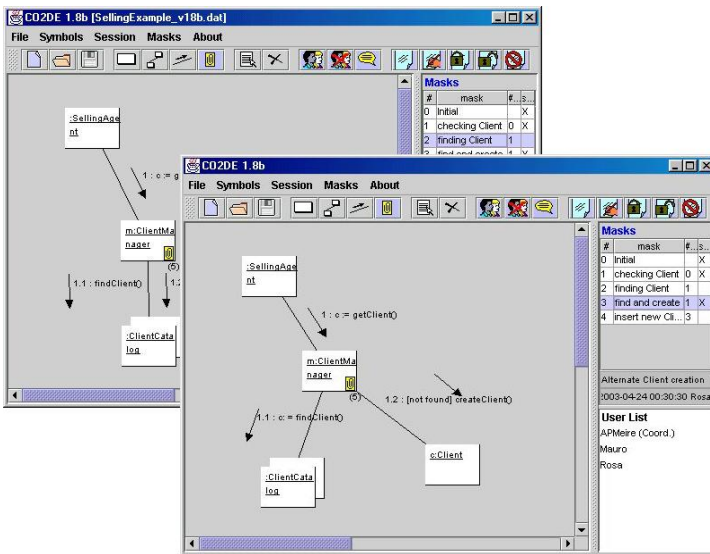 CO2DE 1.8b [SellingExample_v18b.dat]
File Symbols Session Masks About
Masks
# mask #... s...
0 Initial X
1 checking Client 0 X
2 finding Client 1
:SellingAge
nt
m:ClientMa
nager
(5)
1.1 : findClient()
:ClientCata
log
CO2DE 1.8b
File Symbols Session Masks About
Masks
# mask #... s...
0 Initial X
1 checking Client 0 X
2 finding Client 1
3 find and create 1 X
4 insert new Cli... 3
:SellingAge
nt
1 : c := getClient()
m:ClientMa
nager
(5)
1.2 : [not found] createClient()
1.1 : c: = findClient()
c:Client
:ClientCata
log
Alternate Client creation
2003-04-24 00:30:30 Rosa
User List
APMeire (Coord.)
Mauro
Rosa